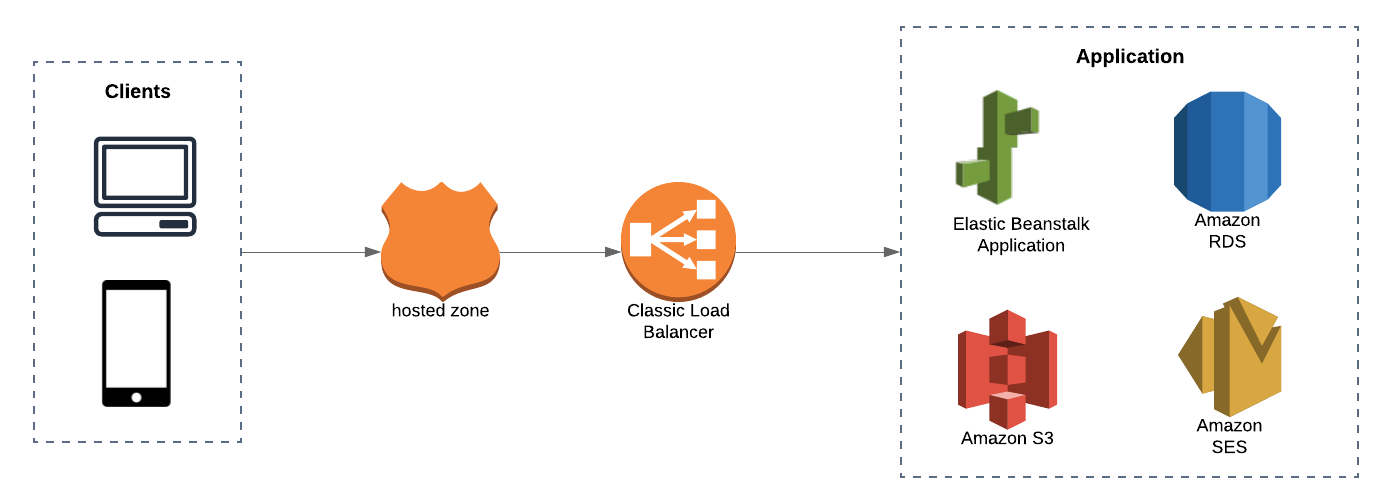 Clients
hosted zone
Classic Load
Balancer
Application
Elastic Beanstalk
Application
Amazon
RDS
Amazon S3
Amazon
SES